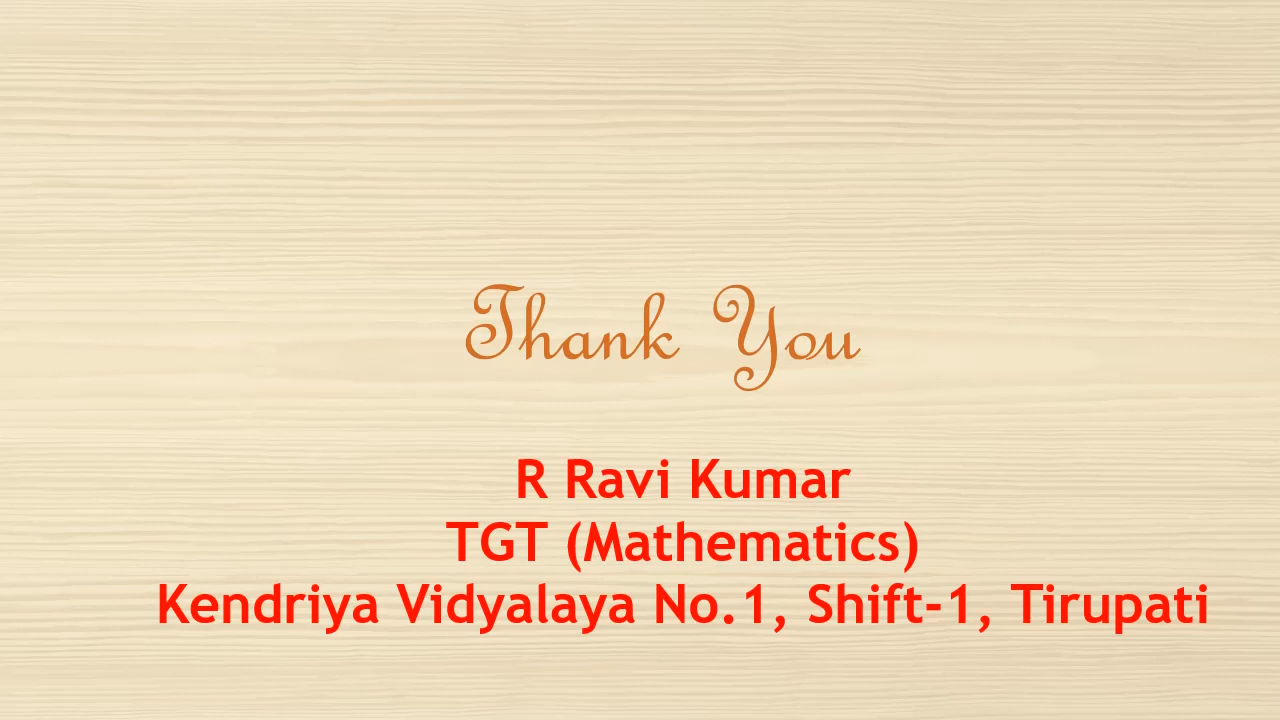 Thank You
R Ravi Kumar
TGT (Mathematics)
Kendriya Vidyalaya No.1, Shift-1, Tirupati